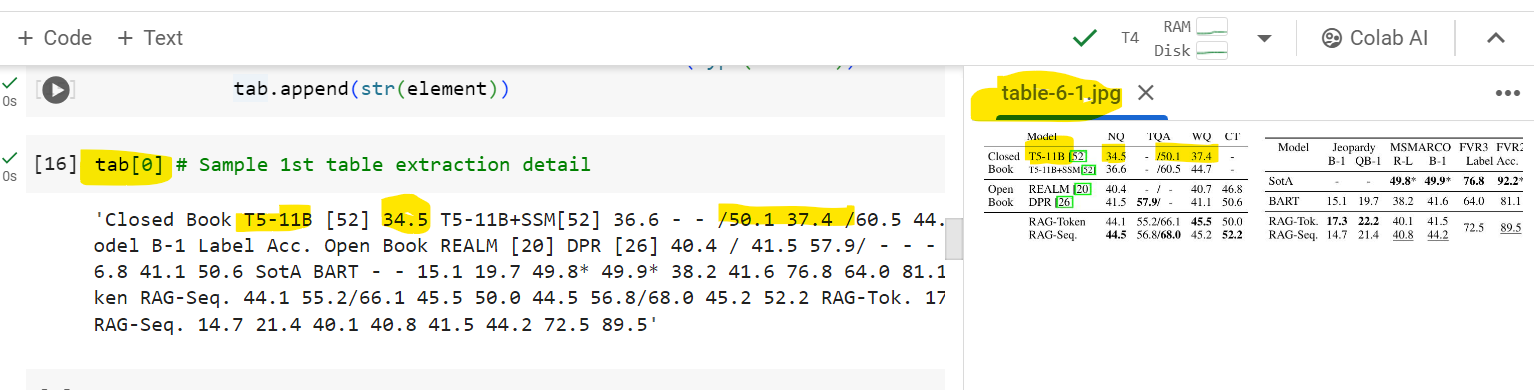 + Code + Text
T4
RAM
Disk
Colab AI
0s
tab.append(str(element))
0s
[16] tab[0] # Sample 1st table extraction detail
'Closed Book T5-11B [52] 34.5 T5-11B+SSM[52] 36.6 - - /50.1 37.4 /60.5 44.
odel B-1 Label Acc. Open Book REALM [20] DPR [26] 40.4 / 41.5 57.9/ - - -
6.8 41.1 50.6 SotA BART - - 15.1 19.7 49.8* 49.9* 38.2 41.6 76.8 64.0 81.1
ken RAG-Seq. 44.1 55.2/66.1 45.5 50.0 44.5 56.8/68.0 45.2 52.2 RAG-Tok. 17
RAG-Seq. 14.7 21.4 40.1 40.8 41.5 44.2 72.5 89.5'
table-6-1.jpg
Model NQ TQA WQ CT
Closed T5-11B [52] 34.5 - /50.1 37.4 -
Book T5-11B+SSM[52] 36.6 - /60.5 44.7 -
Open REALM [20] 40.4 - / - 40.7 46.8
Book DPR [26] 41.5 57.9/ - 41.1 50.6
RAG-Token 44.1 55.2/66.1 45.5 50.0
RAG-Seq. 44.5 56.8/68.0 45.2 52.2
Model Jeopardy MSMARCO FVR3 FVR2
B-1 QB-1 R-L B-1 Label Acc.
SotA - - 49.8* 49.9* 76.8 92.2*
BART 15.1 19.7 38.2 41.6 64.0 81.1
RAG-Tok. 17.3 22.2 40.1 41.5 72.5 89.5
RAG-Seq. 14.7 21.4 40.8 44.2